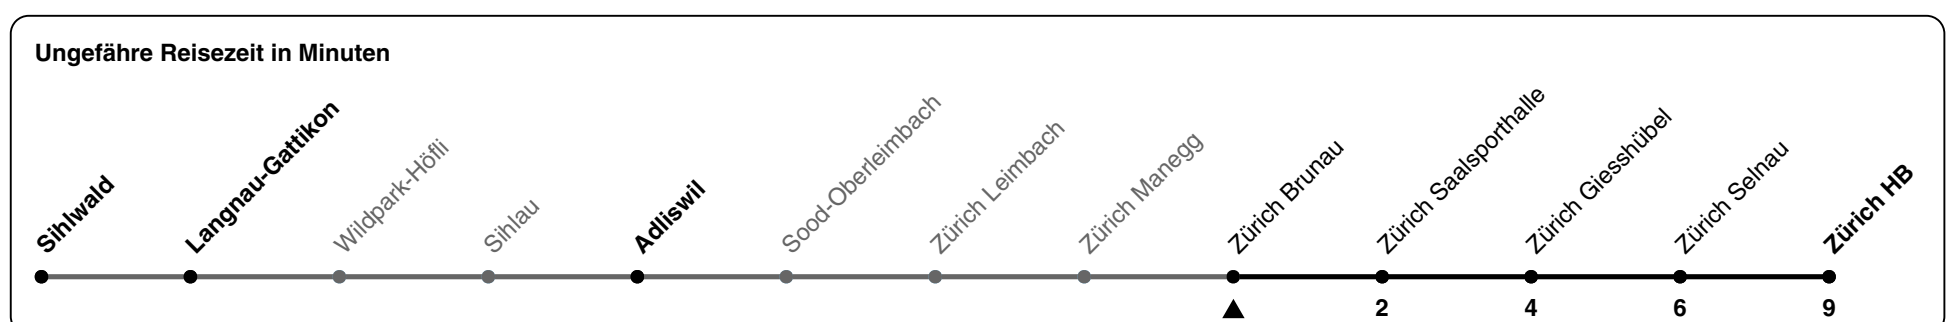 Ungefähre Reisezeit in Minuten
Sihlwald
Langnau-Gattikon
Wildpark-Höfli
Sihlau
Adliswil
Sood-Oberleimbach
Zürich Leimbach
Zürich Manegg
Zürich Brunau
Zürich Saalsporthalle
Zürich Giesshübel
Zürich Selnau
Zürich HB
2 4 6 9